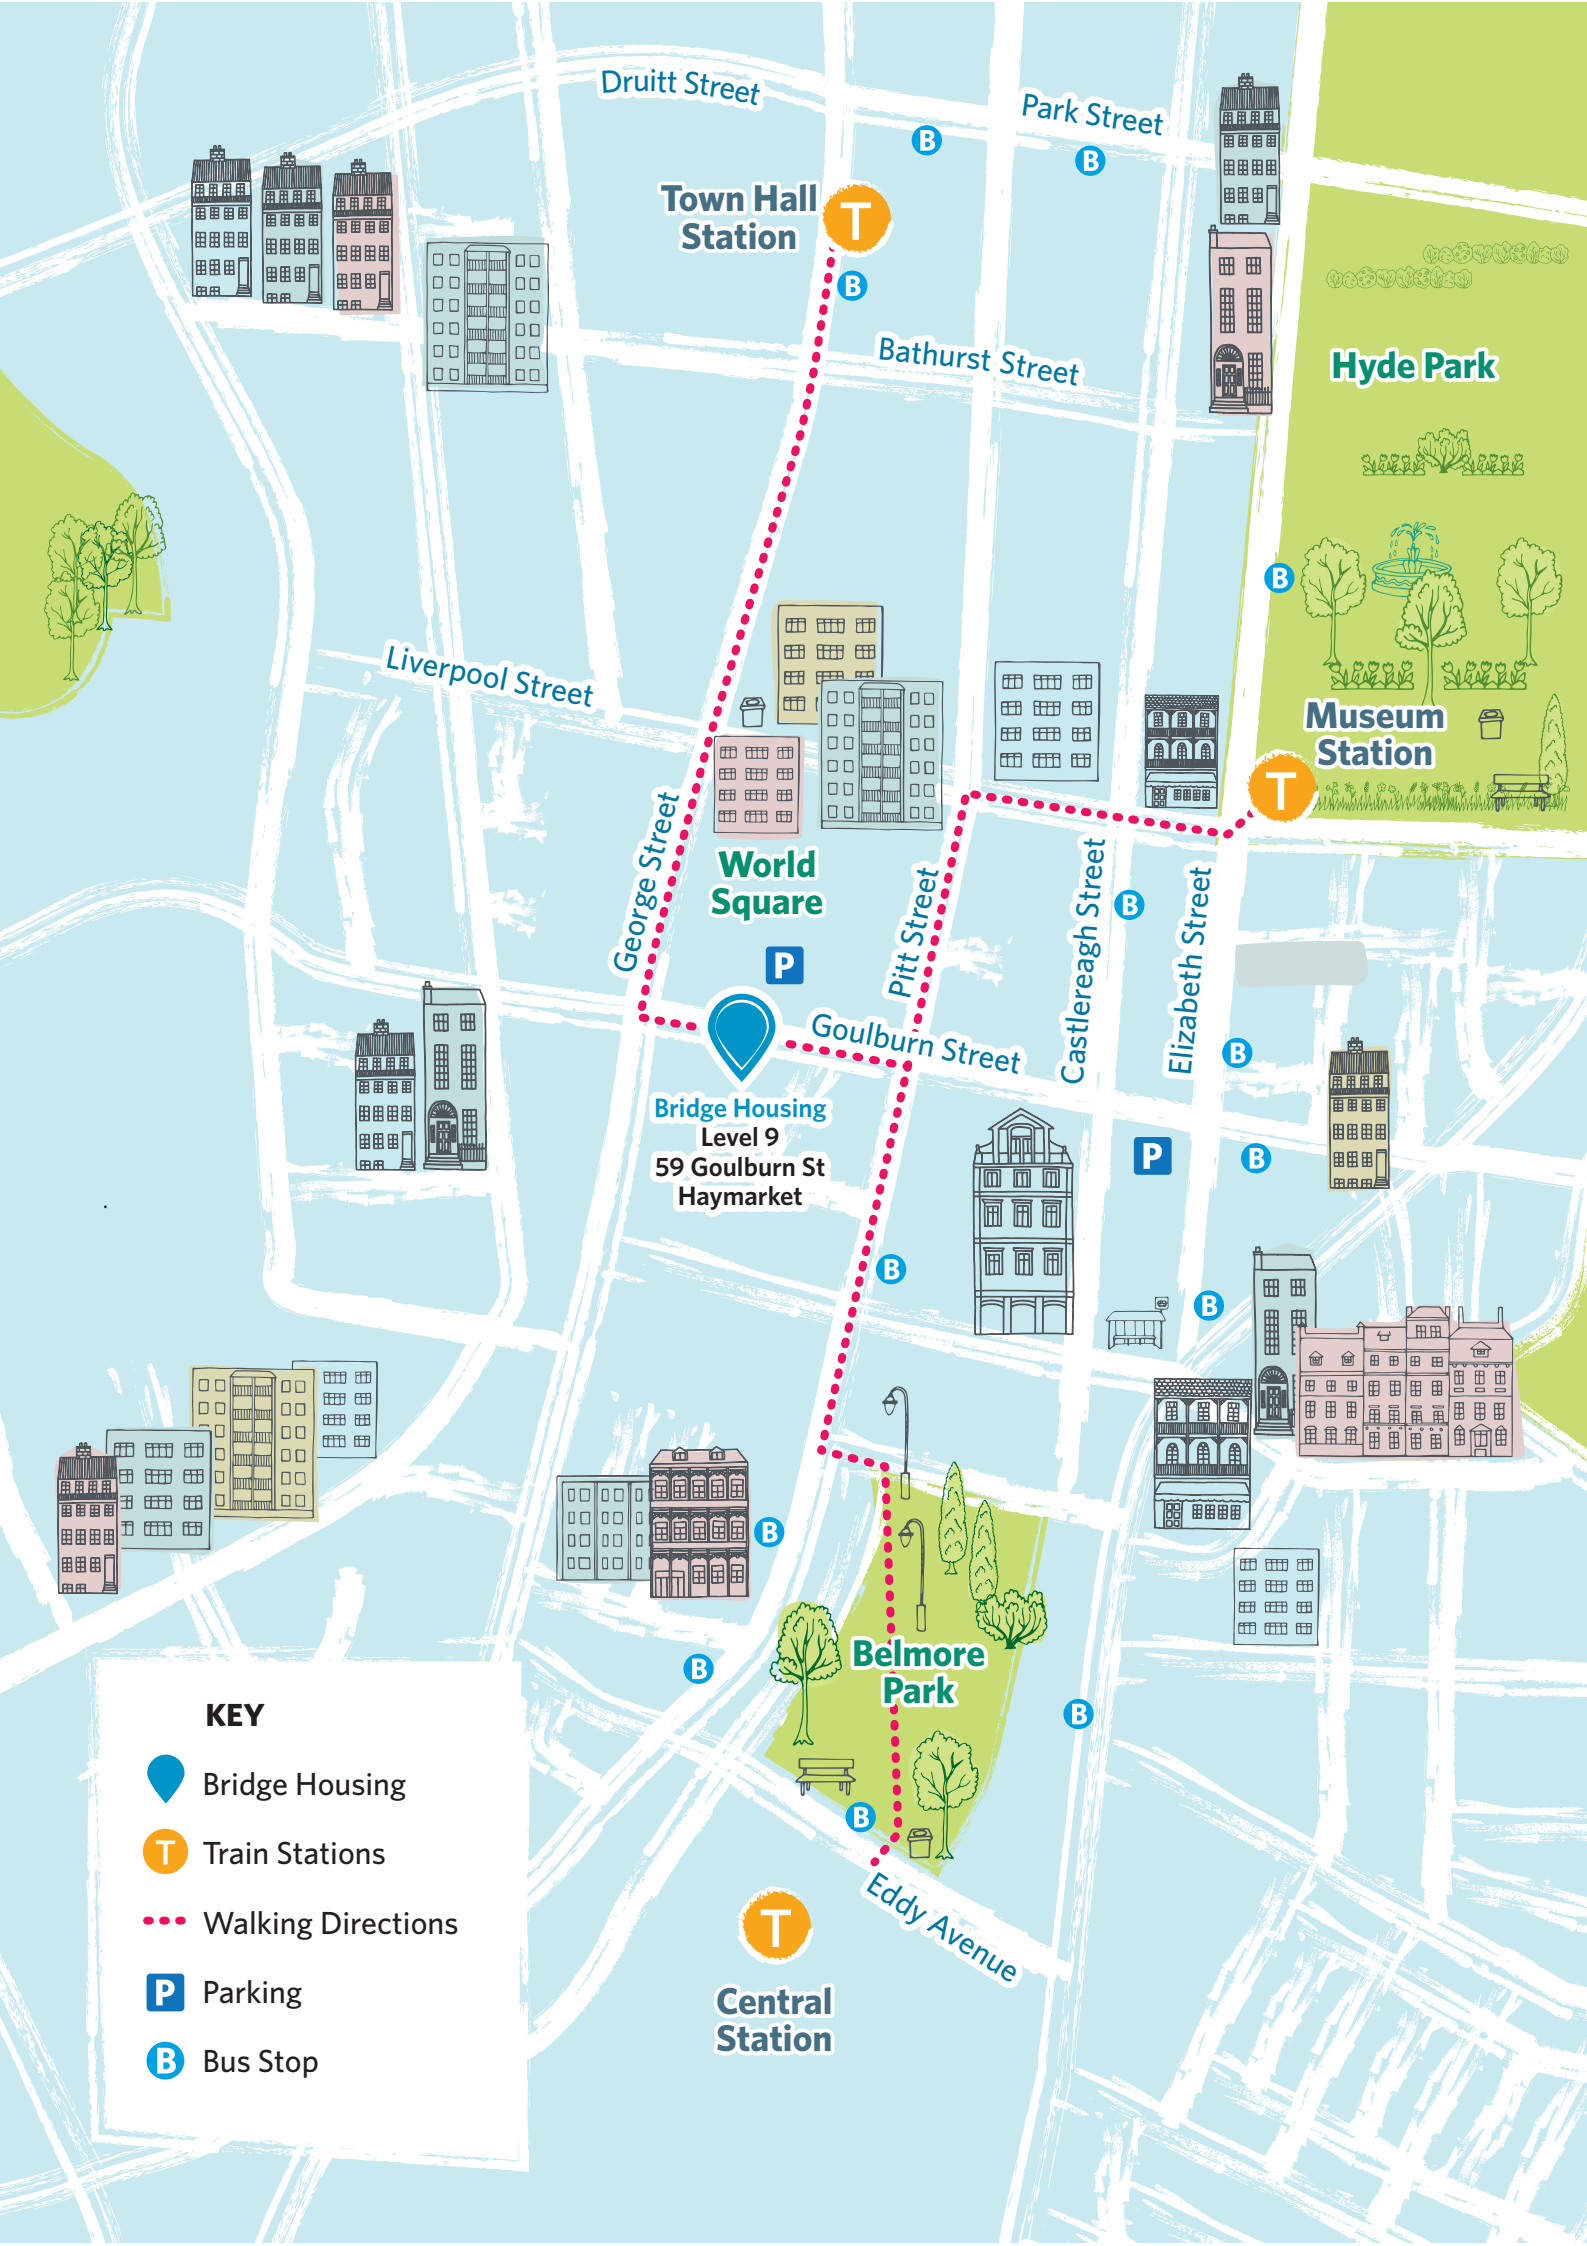 Druitt Street
Park Street
B
B
Town Hall
Station
T
B
Bathurst Street
Hyde Park
B
Liverpool Street
Museum
Station
T
George Street
World
Square
Pitt Street
Castlereagh Street
B
Elizabeth Street
P
Goulburn Street
B
Bridge Housing
Level 9
59 Goulburn St
Haymarket
P
B
B
B
B
Belmore
Park
B
B
B
Eddy Avenue
T
Central
Station
KEY
Bridge Housing
T Train Stations
Walking Directions
P Parking
B Bus Stop